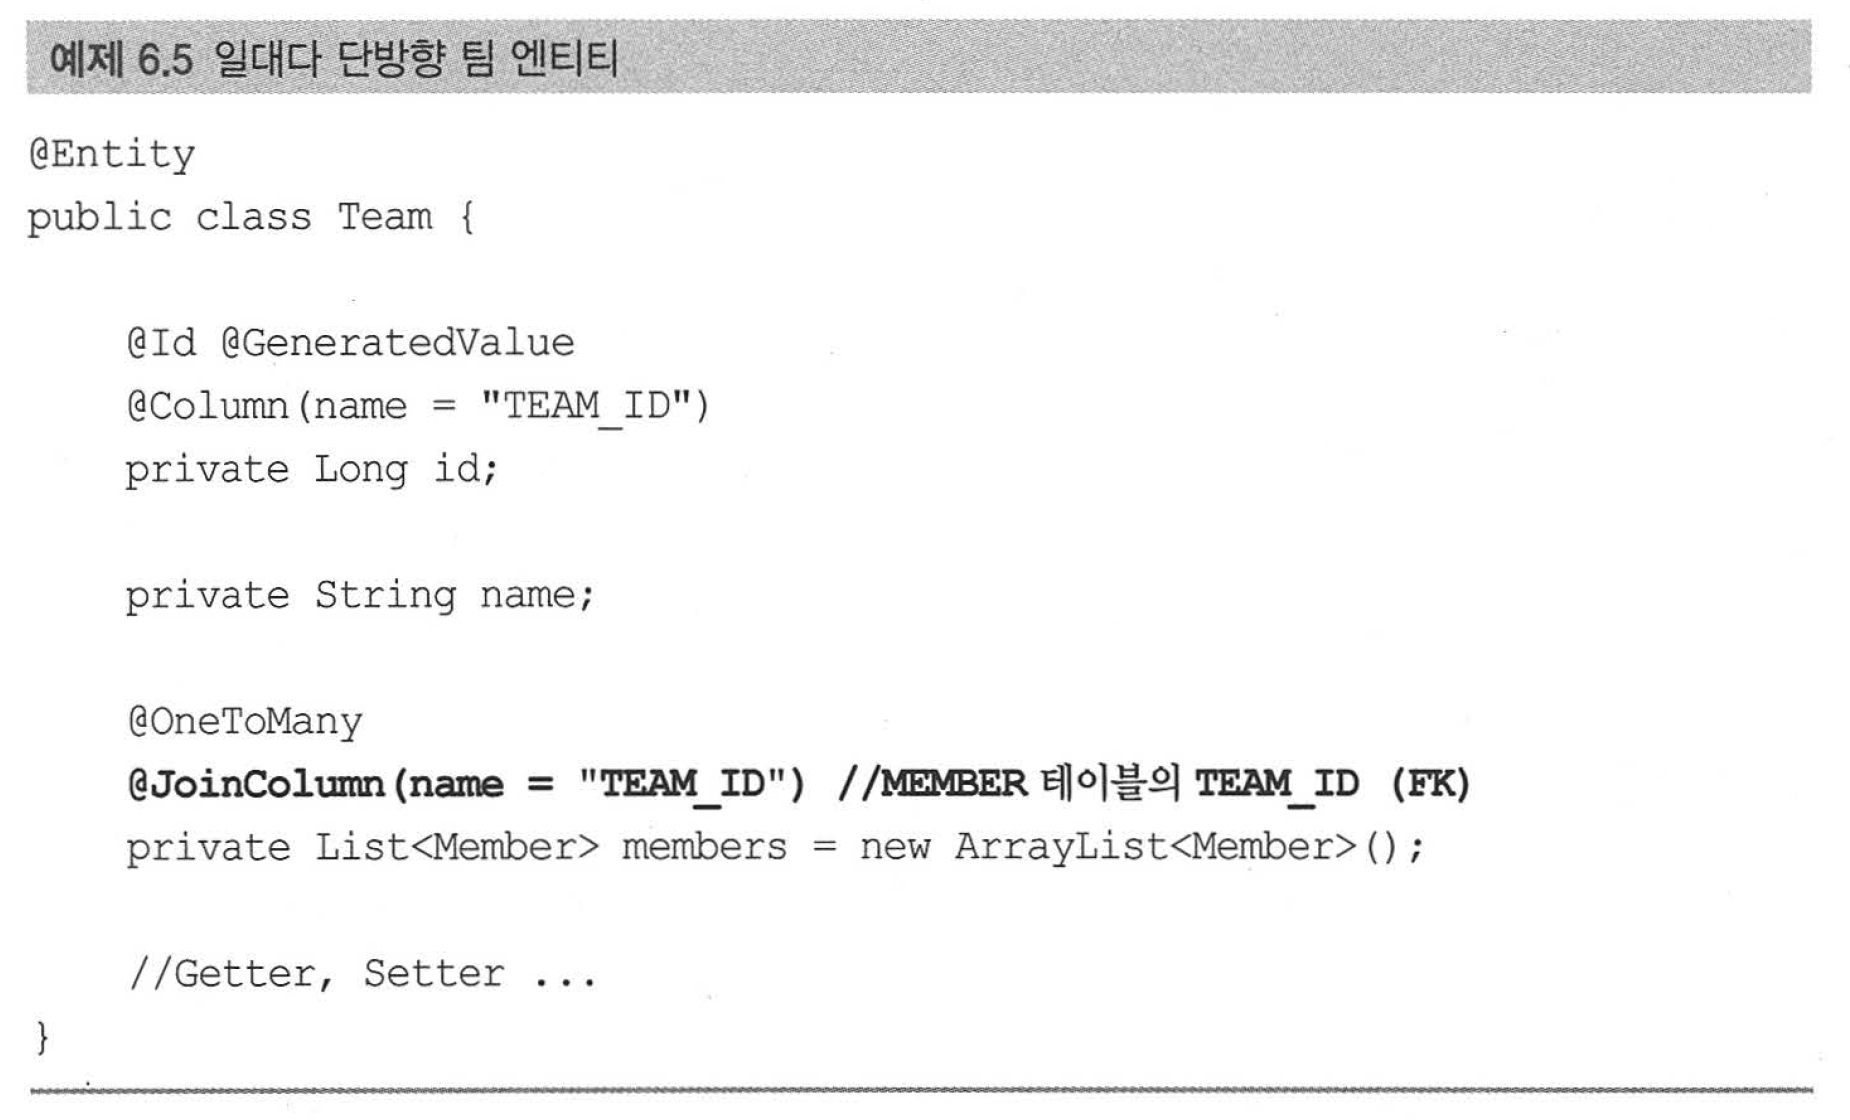 예제 6.5 일대다 단방향 팀 엔티티
@Entity
public class Team {
@Id @GeneratedValue
@Column(name = "TEAM_ID")
private Long id;
private String name;
@OneToMany
@JoinColumn(name = "TEAM_ID") //MEMBER 테이블의 TEAM_ID (FK)
private List<Member> members = new ArrayList<Member>();
//Getter, Setter ...
}